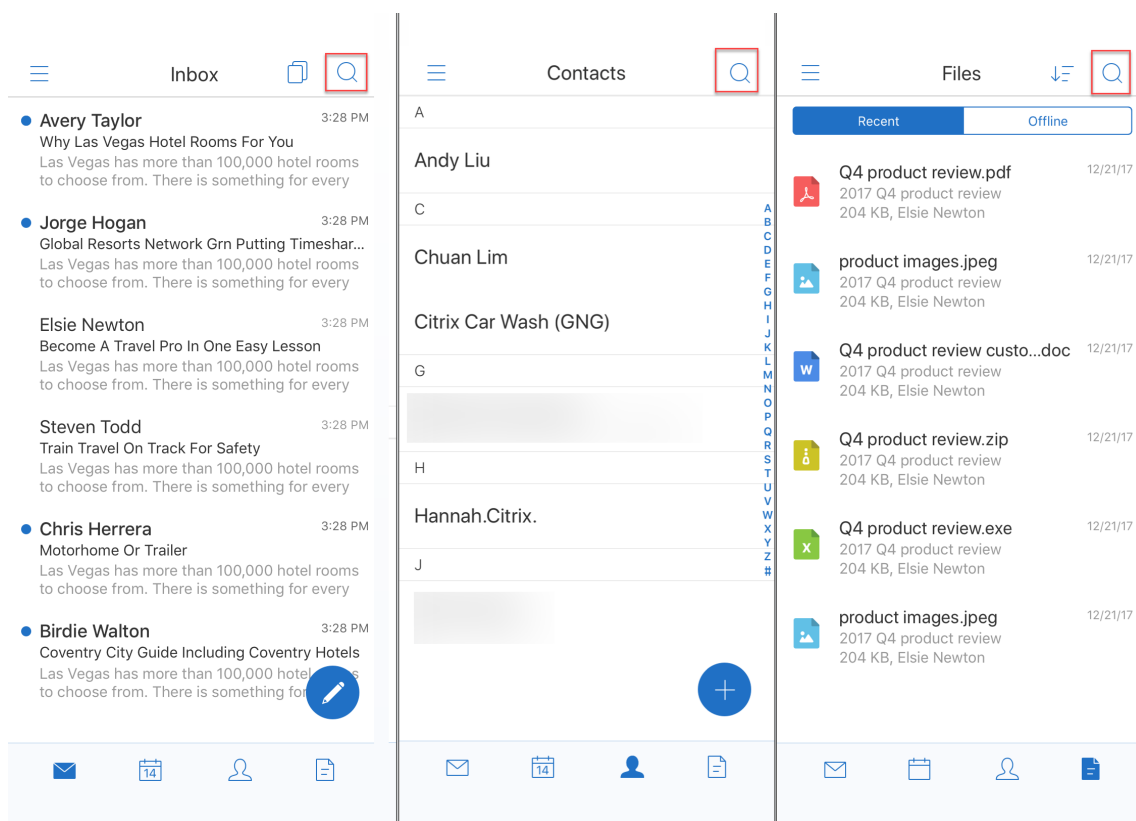 Inbox
Avery Taylor 3:28 PM
Why Las Vegas Hotel Rooms For You
Las Vegas has more than 100,000 hotel rooms
to choose from. There is something for every
Jorge Hogan 3:28 PM
Global Resorts Network Grn Putting Timeshar...
Las Vegas has more than 100,000 hotel rooms
to choose from. There is something for every
Elsie Newton 3:28 PM
Become A Travel Pro In One Easy Lesson
Las Vegas has more than 100,000 hotel rooms
to choose from. There is something for every
Steven Todd 3:28 PM
Train Travel On Track For Safety
Las Vegas has more than 100,000 hotel rooms
to choose from. There is something for every
Chris Herrera 3:28 PM
Motorhome Or Trailer
Las Vegas has more than 100,000 hotel rooms
to choose from. There is something for every
Birdie Walton 3:28 PM
Coventry City Guide Including Coventry Hotels
Las Vegas has more than 100,000 hotel
to choose from. There is something for
14
Contacts
A
Andy Liu
C
Chuan Lim
Citrix Car Wash (GNG)
G
H
Hannah.Citrix.
J
A
B
C
D
E
F
G
H
I
J
K
L
M
N
O
P
Q
R
S
T
U
V
W
X
Y
Z
#
14
Files
Recent Offline
Q4 product review.pdf 12/21/17
2017 Q4 product review
204 KB, Elsie Newton
product images.jpeg 12/21/17
2017 Q4 product review
204 KB, Elsie Newton
Q4 product review custo...doc 12/21/17
W 2017 Q4 product review
204 KB, Elsie Newton
Q4 product review.zip 12/21/17
2017 Q4 product review
204 KB, Elsie Newton
Q4 product review.exe 12/21/17
X 2017 Q4 product review
204 KB, Elsie Newton
product images.jpeg 12/21/17
2017 Q4 product review
204 KB, Elsie Newton